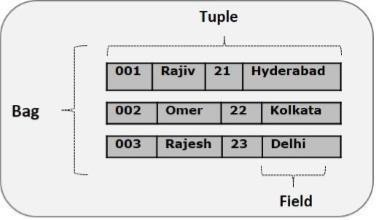 Tuple
001 Rajiv 21 Hyderabad
Bag
002 Omer 22 Kolkata
003 Rajesh 23 Delhi
Field